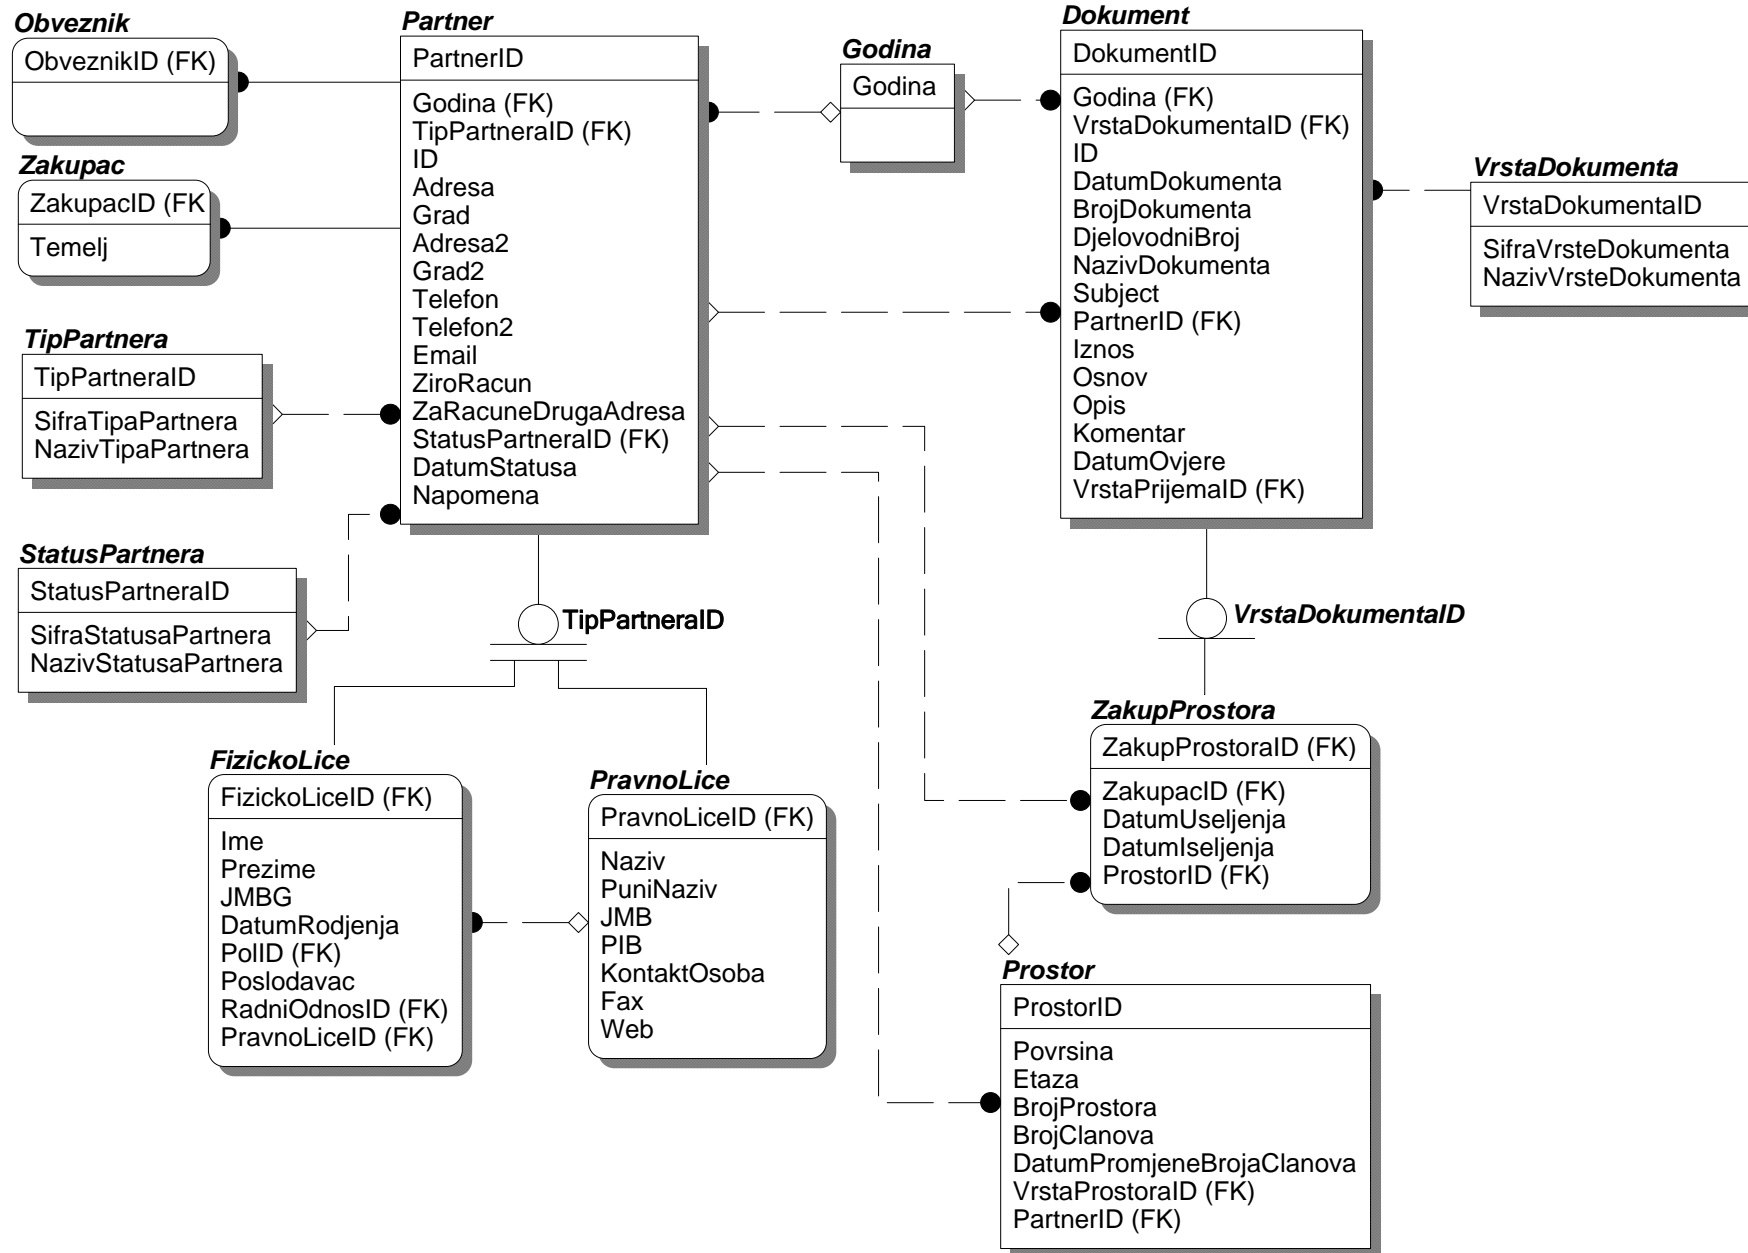 Obveznik
ObveznikID (FK)
Zakupac
ZakupacID (FK
Temelj
TipPartnera
TipPartneraID
SifraTipaPartnera
NazivTipaPartnera
StatusPartnera
StatusPartneraID
SifraStatusaPartnera
NazivStatusaPartnera
Partner
PartnerID
Godina (FK)
TipPartneraID (FK)
ID
Adresa
Grad
Adresa2
Grad2
Telefon
Telefon2
Email
ZiroRacun
ZaRacuneDrugaAdresa
StatusPartneraID (FK)
DatumStatusa
Napomena
TipPartneraID
FizickoLice
FizickoLiceID (FK)
Ime
Prezime
JMBG
DatumRodjenja
PolID (FK)
Poslodavac
RadniOdnosID (FK)
PravnoLiceID (FK)
PravnoLice
PravnoLiceID (FK)
Naziv
PuniNaziv
JMB
PIB
KontaktOsoba
Fax
Web
Godina
Godina
Dokument
DokumentID
Godina (FK)
VrstaDokumentaID (FK)
ID
DatumDokumenta
BrojDokumenta
DjelovodniBroj
NazivDokumenta
Subject
PartnerID (FK)
Iznos
Osnov
Opis
Komentar
DatumOvjere
VrstaPrijemaID (FK)
VrstaDokumenta
VrstaDokumentaID
SifraVrsteDokumenta
NazivVrsteDokumenta
VrstaDokumentaID
ZakupProstora
ZakupProstoraID (FK)
ZakupacID (FK)
DatumUseljenja
DatumIseljenja
ProstorID (FK)
Prostor
ProstorID
Povrsina
Etaza
BrojProstora
BrojClanova
DatumPromjeneBrojaClanova
VrstaProstoraID (FK)
PartnerID (FK)